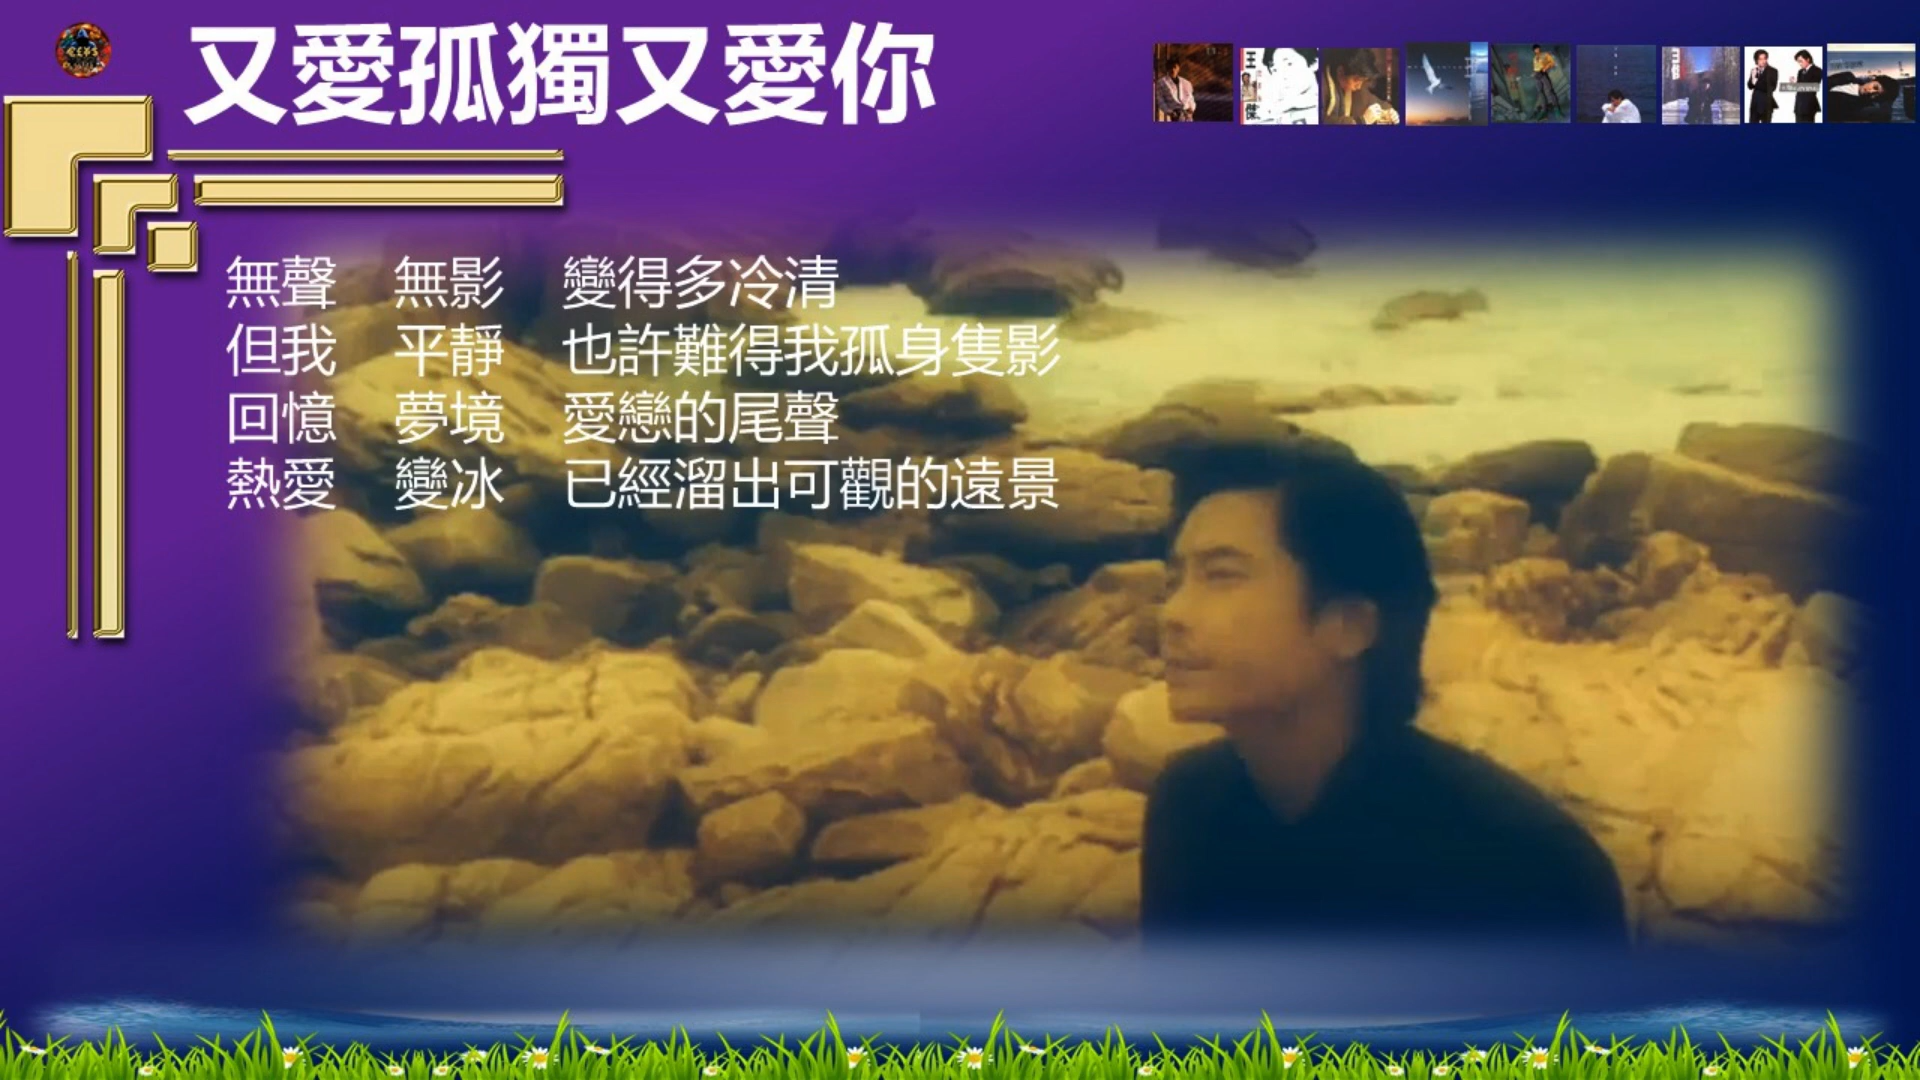 又愛孤獨又愛你
無聲　無影　變得多冷清
但我　平靜　也許難得我孤身隻影
回憶　夢境　愛戀的尾聲
熱愛　變冰　已經溜出可觀的遠景